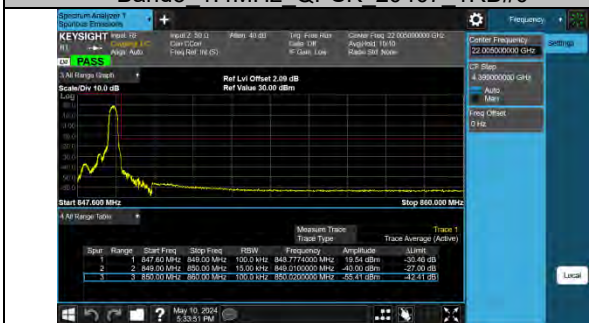 Spectrum Analyzer 1
Spurious Emissions
Frequency
KEYSIGHT Input: RF
Coupling: DC
Align: Auto
Input Z: 50 Ω
Corr CCorr
Freq Ref: Int (S)
Atten: 40 dB
Trig: Free Run
Gate: Off
IF Gain: Low
Center Freq: 22.005000000 GHz
Avg|Hold: 10/10
Radio Std: None
PASS
Center Frequency
22.005000000 GHz
Settings
CF Step
4.399000000 GHz
Auto
Man
Freq Offset
0 Hz
3 All Range Graph
Scale/Div 10.0 dB
Ref Lvl Offset 2.09 dB
Ref Value 30.00 dBm
Log
Start 847.600 MHz
Stop 860.000 MHz
4 All Range Table
Measure Trace Trace 1
Trace Type Trace Average (Active)
Spur Range Start Freq Stop Freq RBW Frequency Amplitude ΔLimit
1 1 847.60 MHz 849.00 MHz 100.0 kHz 848.7774000 MHz 19.54 dBm -30.46 dB
2 2 849.00 MHz 850.00 MHz 15.00 kHz 849.0100000 MHz -40.00 dBm -27.00 dB
3 3 850.00 MHz 860.00 MHz 100.0 kHz 850.0200000 MHz -55.41 dBm -42.41 dB
Local
May 10, 2024
5:33:51 PM